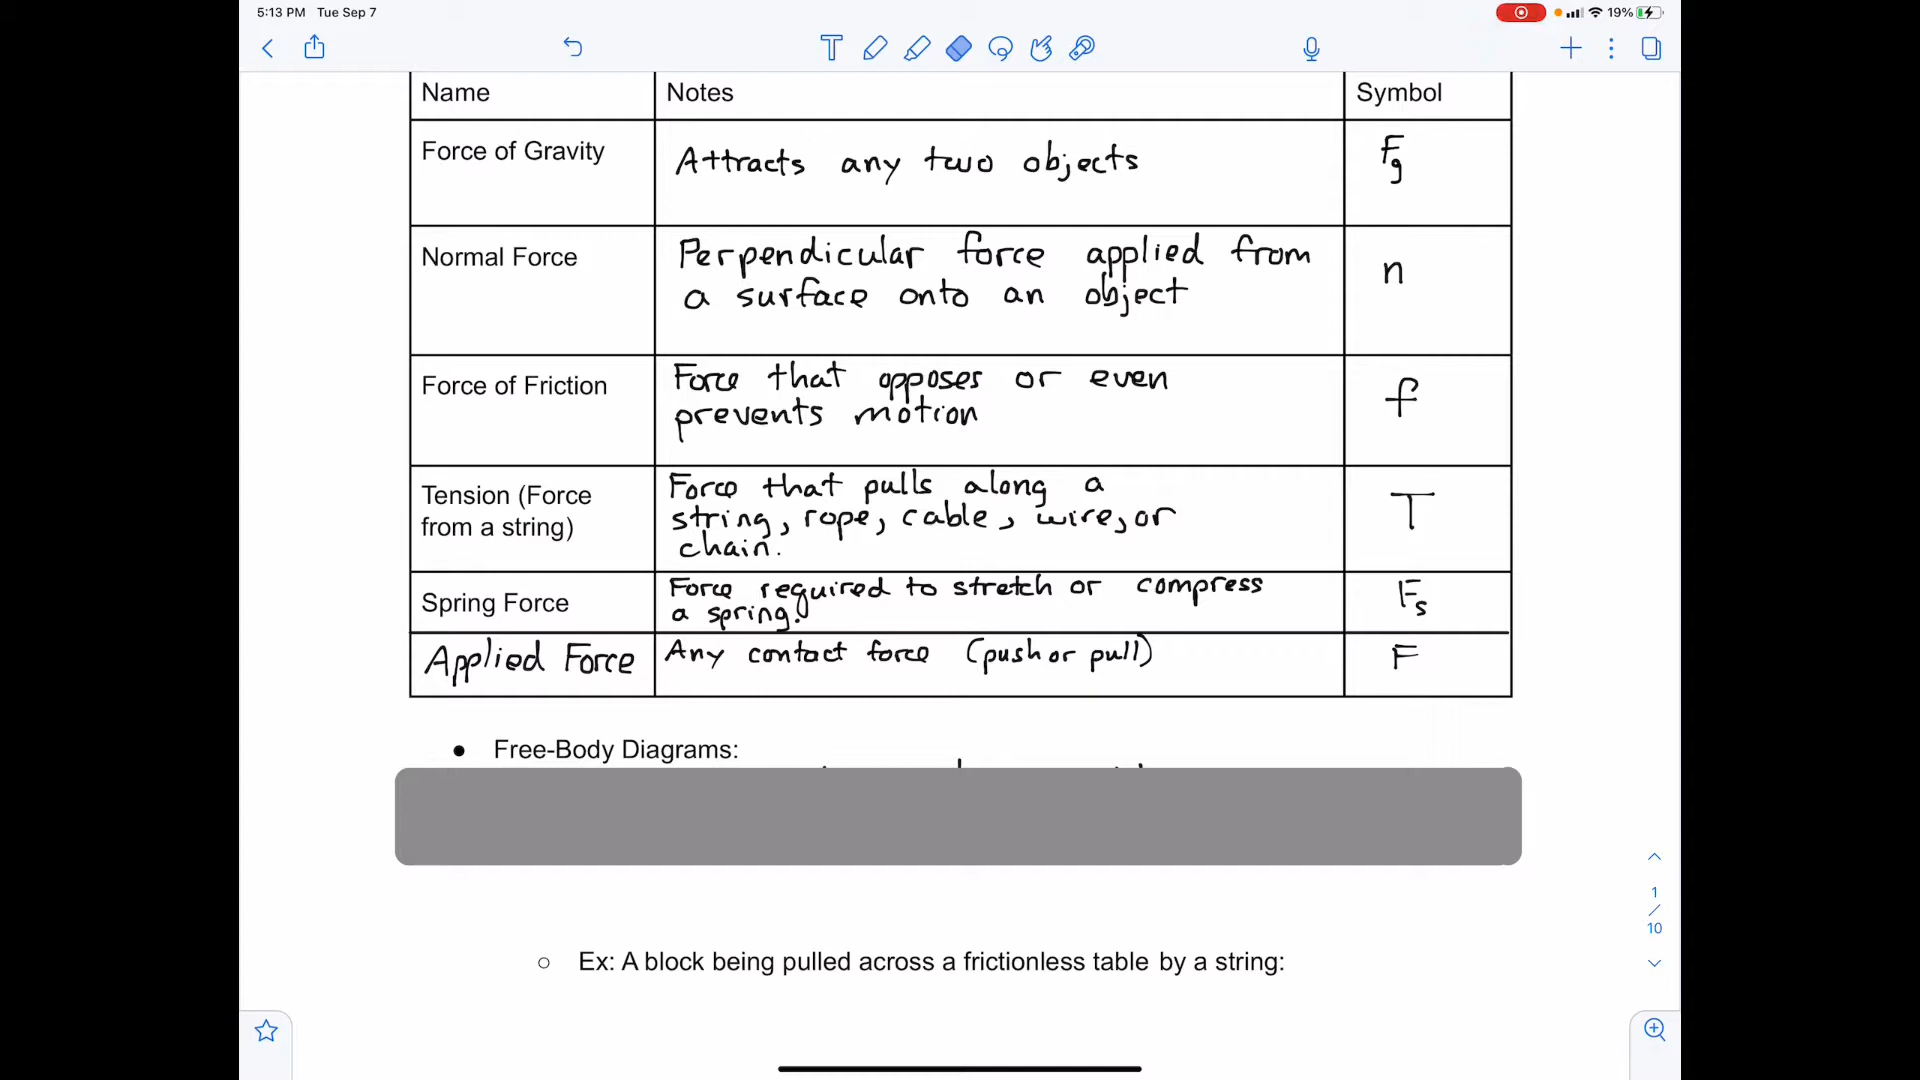 5:13 PM Tue Sep 7
19%
Name Notes Symbol
Force of Gravity Attracts any two objects Fg
Normal Force Perpendicular force applied from
a surface onto an object n
Force of Friction Force that opposes or even
prevents motion f
Tension (Force
from a string) Force that pulls along a
string, rope, cable, wire, or
chain. T
Spring Force Force required to stretch or compress
a spring. Fs
Applied Force Any contact force (push or pull) F
● Free-Body Diagrams:
○ Ex: A block being pulled across a frictionless table by a string:
1
/
10